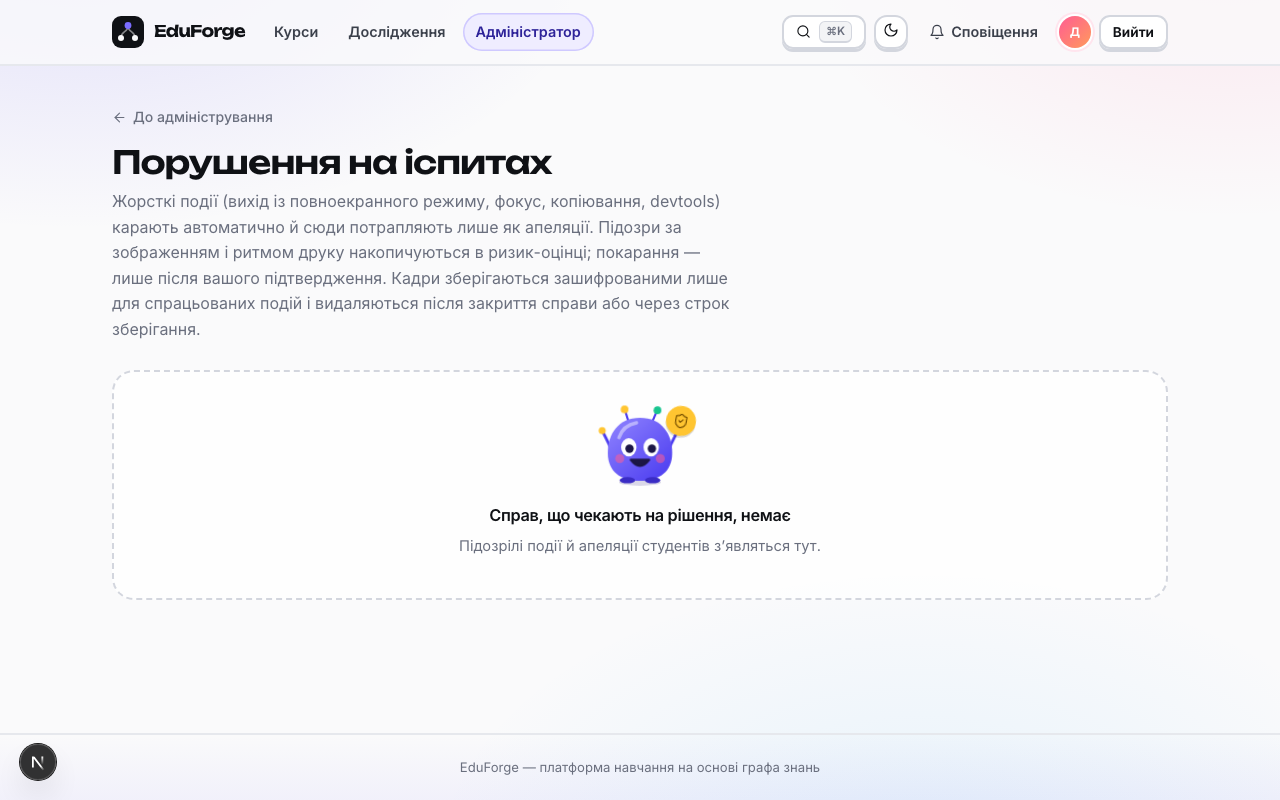 EduForge
Курси
Дослідження
Адміністратор
⌘K
Сповіщення
Д
Вийти
← До адміністрування
Порушення на іспитах
Жорсткі події (вихід із повноекранного режиму, фокус, копіювання, devtools)
карають автоматично й сюди потрапляють лише як апеляції. Підозри за
зображенням і ритмом друку накопичуються в ризик-оцінці; покарання —
лише після вашого підтвердження. Кадри зберігаються зашифрованими лише
для спрацьованих подій і видаляються після закриття справи або через строк
зберігання.
Справ, що чекають на рішення, немає
Підозрілі події й апеляції студентів зʼявляться тут.
N
EduForge — платформа навчання на основі графа знань